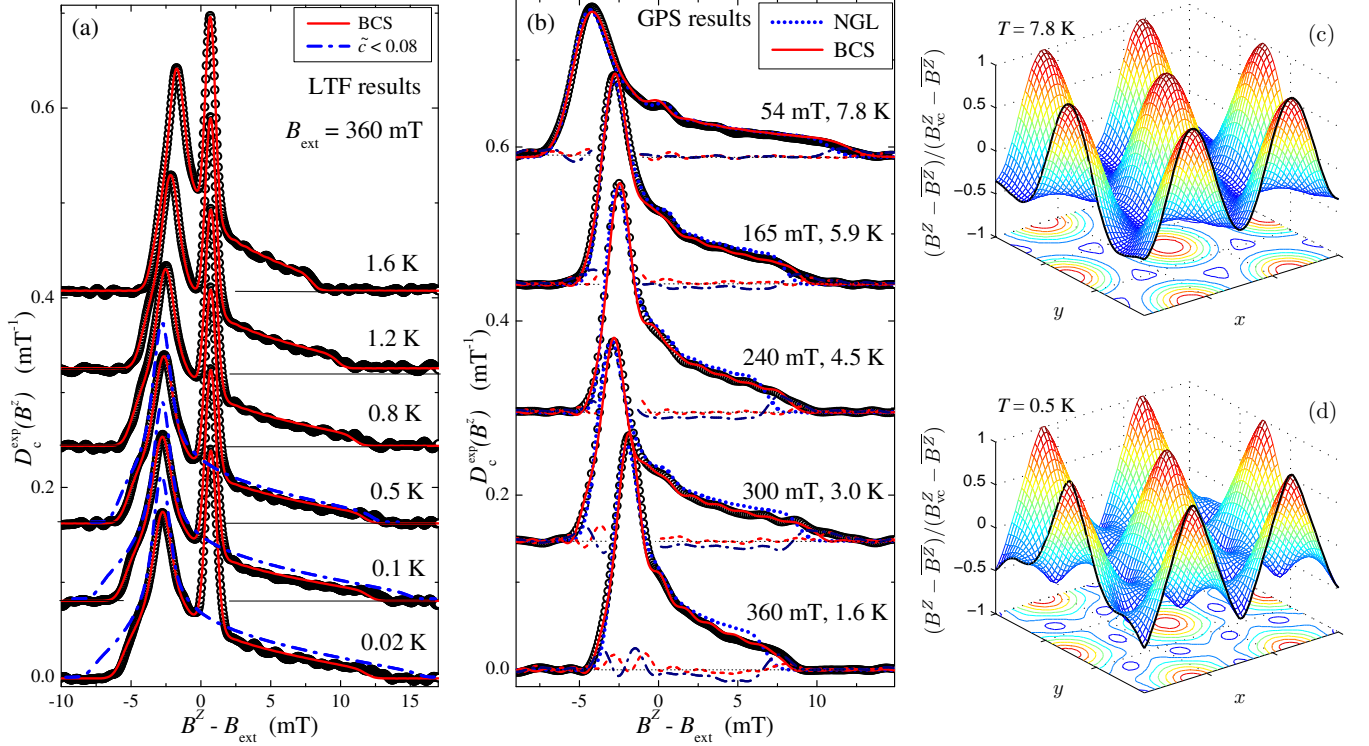 (a)
BCS
c̃ < 0.08
LTF results
B_ext = 360 mT
1.6 K
1.2 K
0.8 K
0.5 K
0.1 K
0.02 K
0.6
0.4
0.2
0.0
D_c^exp(B^z) (mT^-1)
-10 -5 0 5 10 15
B^Z - B_ext (mT)
(b)
GPS results
NGL
BCS
54 mT, 7.8 K
165 mT, 5.9 K
240 mT, 4.5 K
300 mT, 3.0 K
360 mT, 1.6 K
0.6
0.4
0.2
0.0
D_c^exp(B^z) (mT^-1)
-10 -5 0 5 10
B^Z - B_ext (mT)
T = 7.8 K
(c)
1
0.5
0
−0.5
−1
(B^Z − \overline{B^Z})/(B_vc^Z − \overline{B^Z})
y
x
T = 0.5 K
(d)
1
0.5
0
−0.5
−1
(B^Z − \overline{B^Z})/(B_vc^Z − \overline{B^Z})
y
x